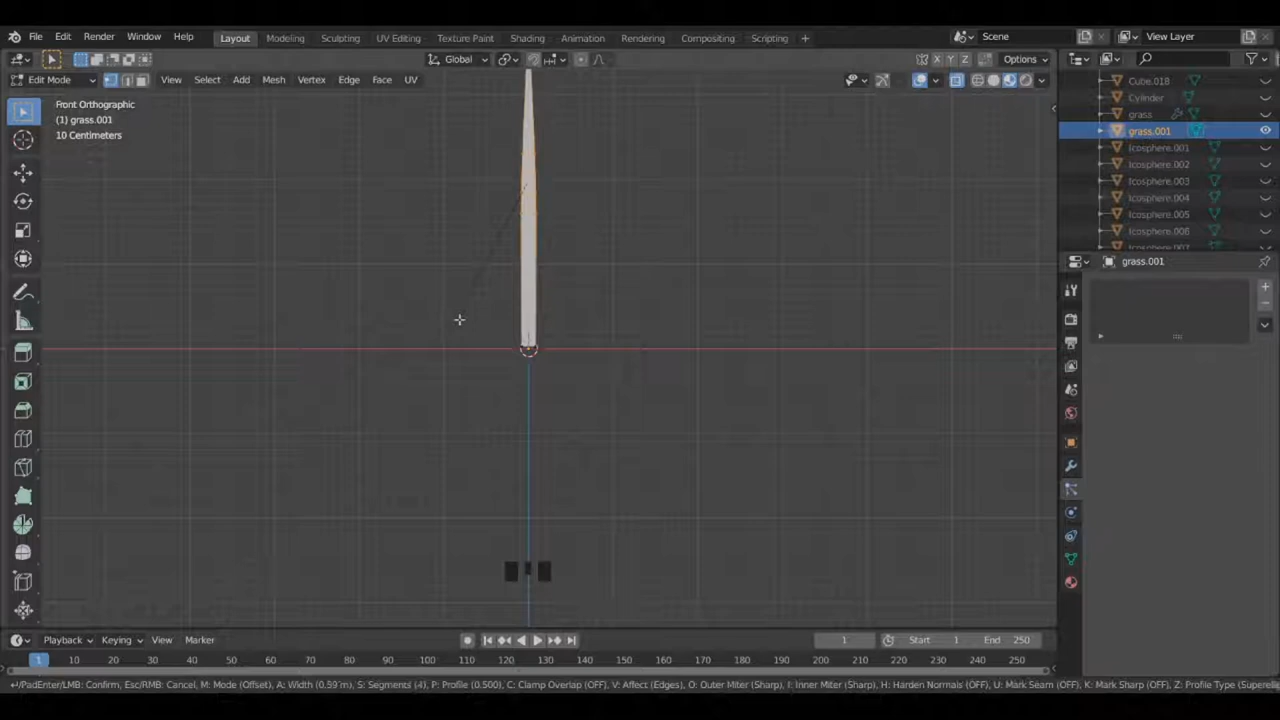 File Edit Render Window Help Layout Modeling Sculpting UV Editing Texture Paint Shading Animation Rendering Compositing Scripting + Scene View Layer
Global X Y Z Options
Edit Mode View Select Add Mesh Vertex Edge Face UV
Front Orthographic
(1) grass.001
10 Centimeters
Cube.018
Cylinder
grass
grass.001
Icosphere.001
Icosphere.002
Icosphere.003
Icosphere.004
Icosphere.005
Icosphere.006
Icosphere.007
grass.001
Playback Keying View Marker 1 Start 1 End 250
1 10 20 30 40 50 60 70 80 90 100 110 120 130 140 150 160 170 180 190 200 210 220 230 240 250
/PadEnter/LMB: Confirm, Esc/RMB: Cancel, M: Mode (Offset), A: Width (0.59 m), S: Segments (4), P: Profile (0.500), C: Clamp Overlap (OFF), V: Affect (Edges), O: Outer Miter (Sharp), I: Inner Miter (Sharp), H: Harden Normals (OFF), U: Mark Seam (OFF), K: Mark Sharp (OFF), Z: Profile Type (Superelli